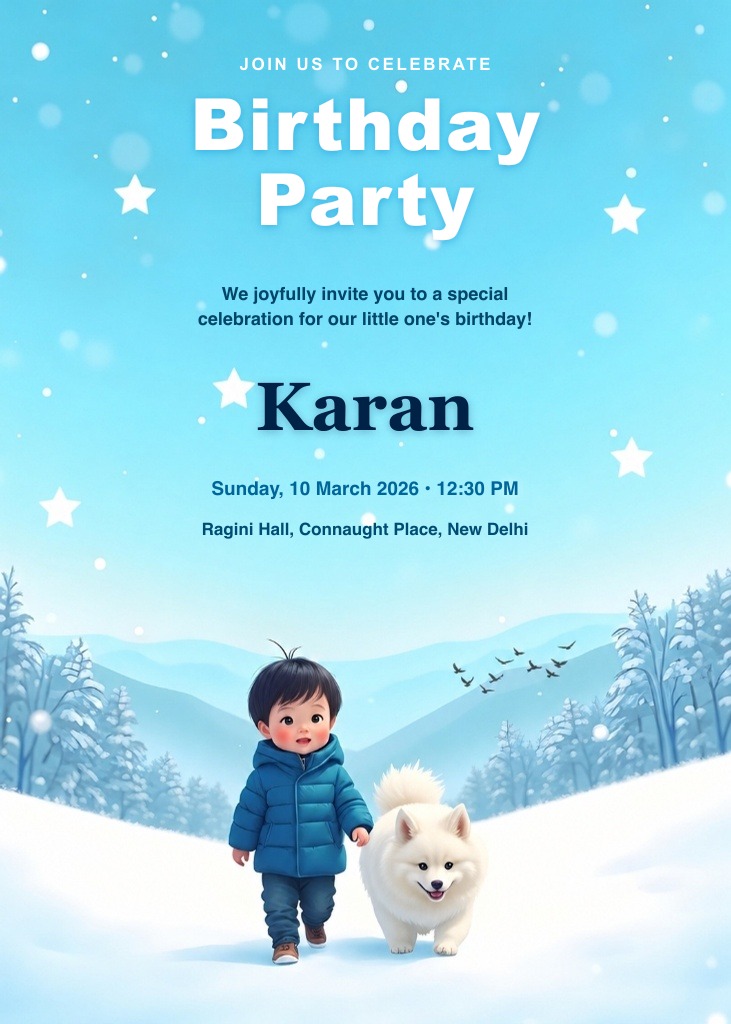 JOIN US TO CELEBRATE
Birthday
Party
We joyfully invite you to a special
celebration for our little one's birthday!
Karan
Sunday, 10 March 2026 • 12:30 PM
Ragini Hall, Connaught Place, New Delhi